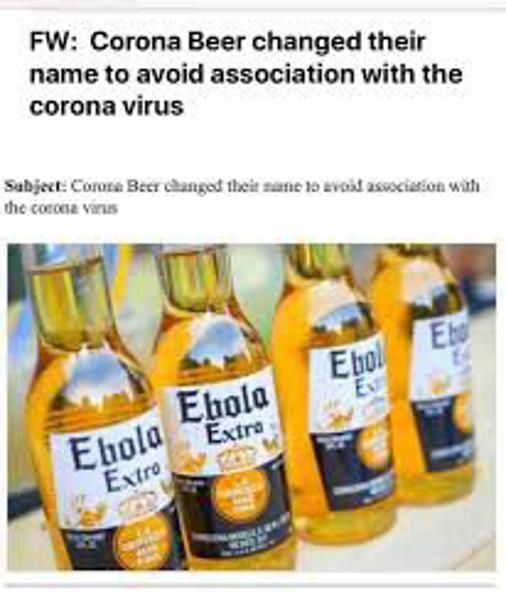 FW: Corona Beer changed their
name to avoid association with the
corona virus
Subject: Corona Beer changed their name to avoid association with
the corona virus
Ebola
Extra
Ebola
Extra
Ebol
Ex
Ebo